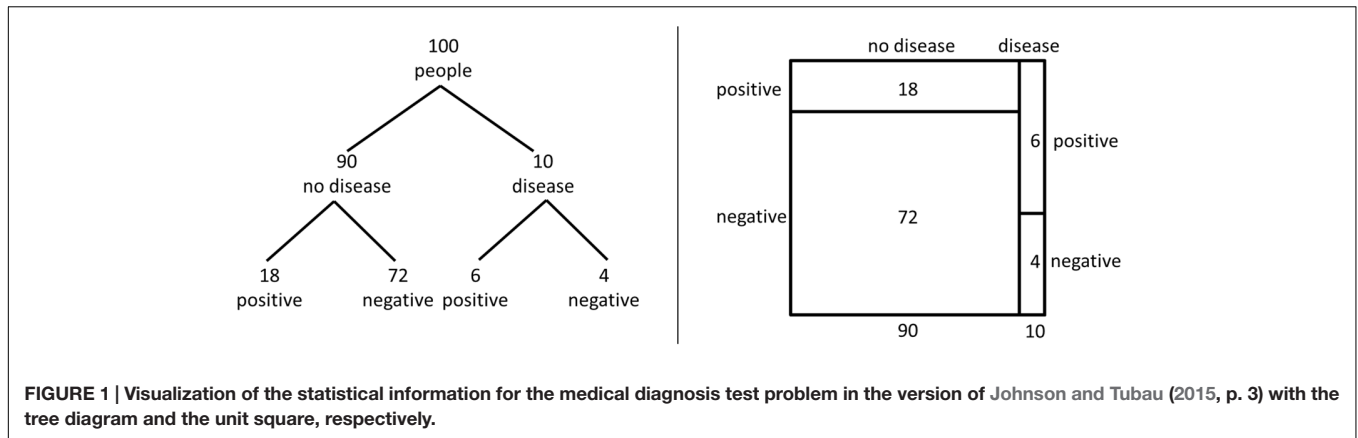 100
people
90
no disease
10
disease
18
positive
72
negative
6
positive
4
negative
no disease disease
positive
18
6 positive
negative
72
4 negative
90
10
FIGURE 1 | Visualization of the statistical information for the medical diagnosis test problem in the version of Johnson and Tubau (2015, p. 3) with the
tree diagram and the unit square, respectively.